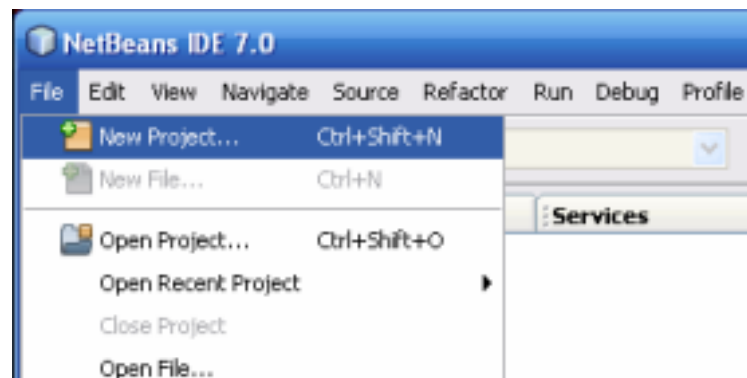 NetBeans IDE 7.0
File Edit View Navigate Source Refactor Run Debug Profile
New Project... Ctrl+Shift+N
New File... Ctrl+N
Services
Open Project... Ctrl+Shift+O
Open Recent Project
Close Project
Open File...